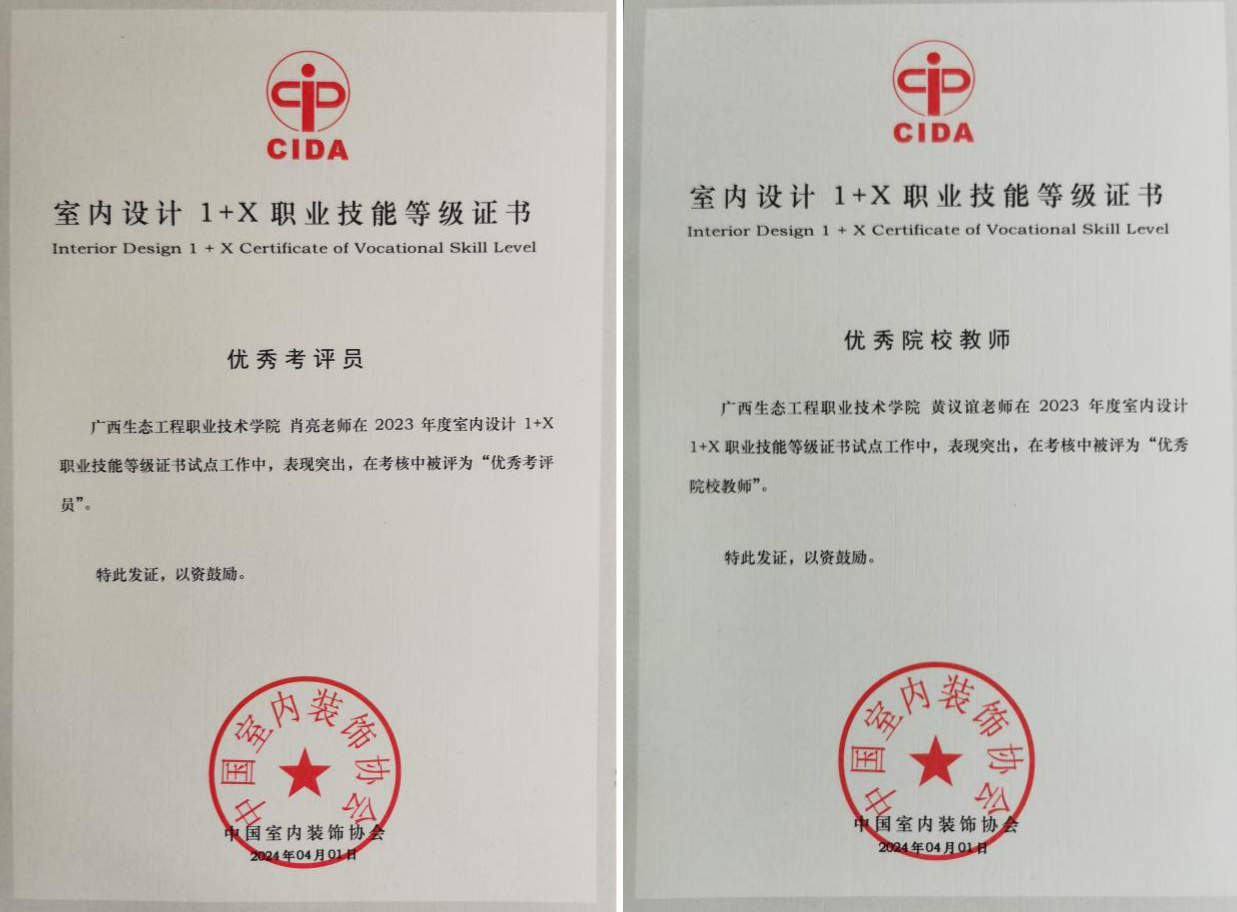 CIDA
室内设计 1+X 职业技能等级证书
Interior Design 1 + X Certificate of Vocational Skill Level
优秀考评员
广西生态工程职业技术学院 肖亮老师在 2023 年度室内设计 1+X
职业技能等级证书试点工作中，表现突出，在考核中被评为“优秀考评
员”。
特此发证，以资鼓励。
中国室内装饰协会
中国室内装饰协会
2024年04月01日
CIDA
室内设计 1+X 职业技能等级证书
Interior Design 1 + X Certificate of Vocational Skill Level
优秀院校教师
广西生态工程职业技术学院 黄议谊老师在 2023 年度室内设计
1+X 职业技能等级证书试点工作中，表现突出，在考核中被评为“优秀
院校教师”。
特此发证，以资鼓励。
中国室内装饰协会
中国室内装饰协会
2024年04月01日